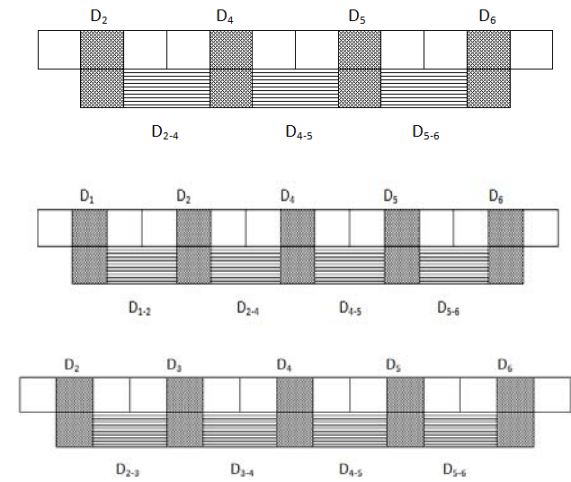 D₂ D₄ D₅ D₆
D₂₋₄ D₄₋₅ D₅₋₆
D₁ D₂ D₄ D₅ D₆
D₁₋₂ D₂₋₄ D₄₋₅ D₅₋₆
D₂ D₃ D₄ D₅ D₆
D₂₋₃ D₃₋₄ D₄₋₅ D₅₋₆